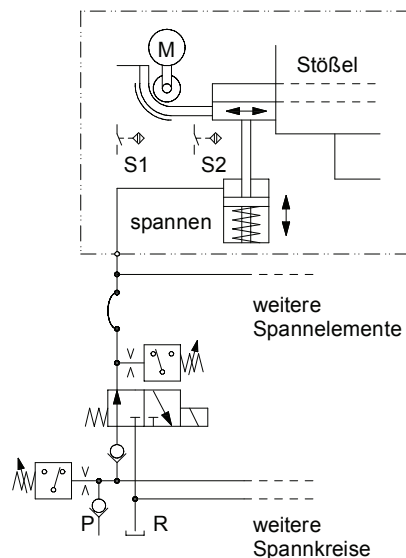 M
Stößel
S1
S2
spannen
weitere
Spannelemente
P
R
weitere
Spannkreise